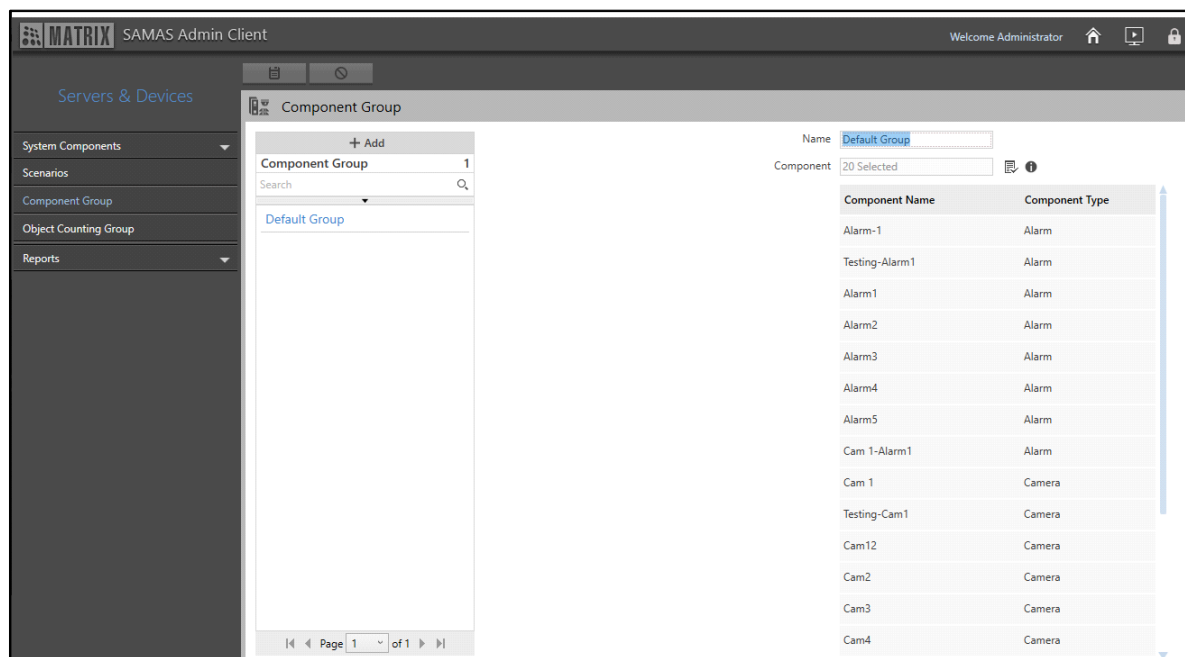 MATRIX SAMAS Admin Client
Welcome Administrator
Servers & Devices
System Components
Scenarios
Component Group
Object Counting Group
Reports
Component Group
+ Add
Component Group 1
Search
Default Group
Page 1 of 1
Name Default Group
Component 20 Selected
Component Name Component Type
Alarm-1 Alarm
Testing-Alarm1 Alarm
Alarm1 Alarm
Alarm2 Alarm
Alarm3 Alarm
Alarm4 Alarm
Alarm5 Alarm
Cam 1-Alarm1 Alarm
Cam 1 Camera
Testing-Cam1 Camera
Cam12 Camera
Cam2 Camera
Cam3 Camera
Cam4 Camera